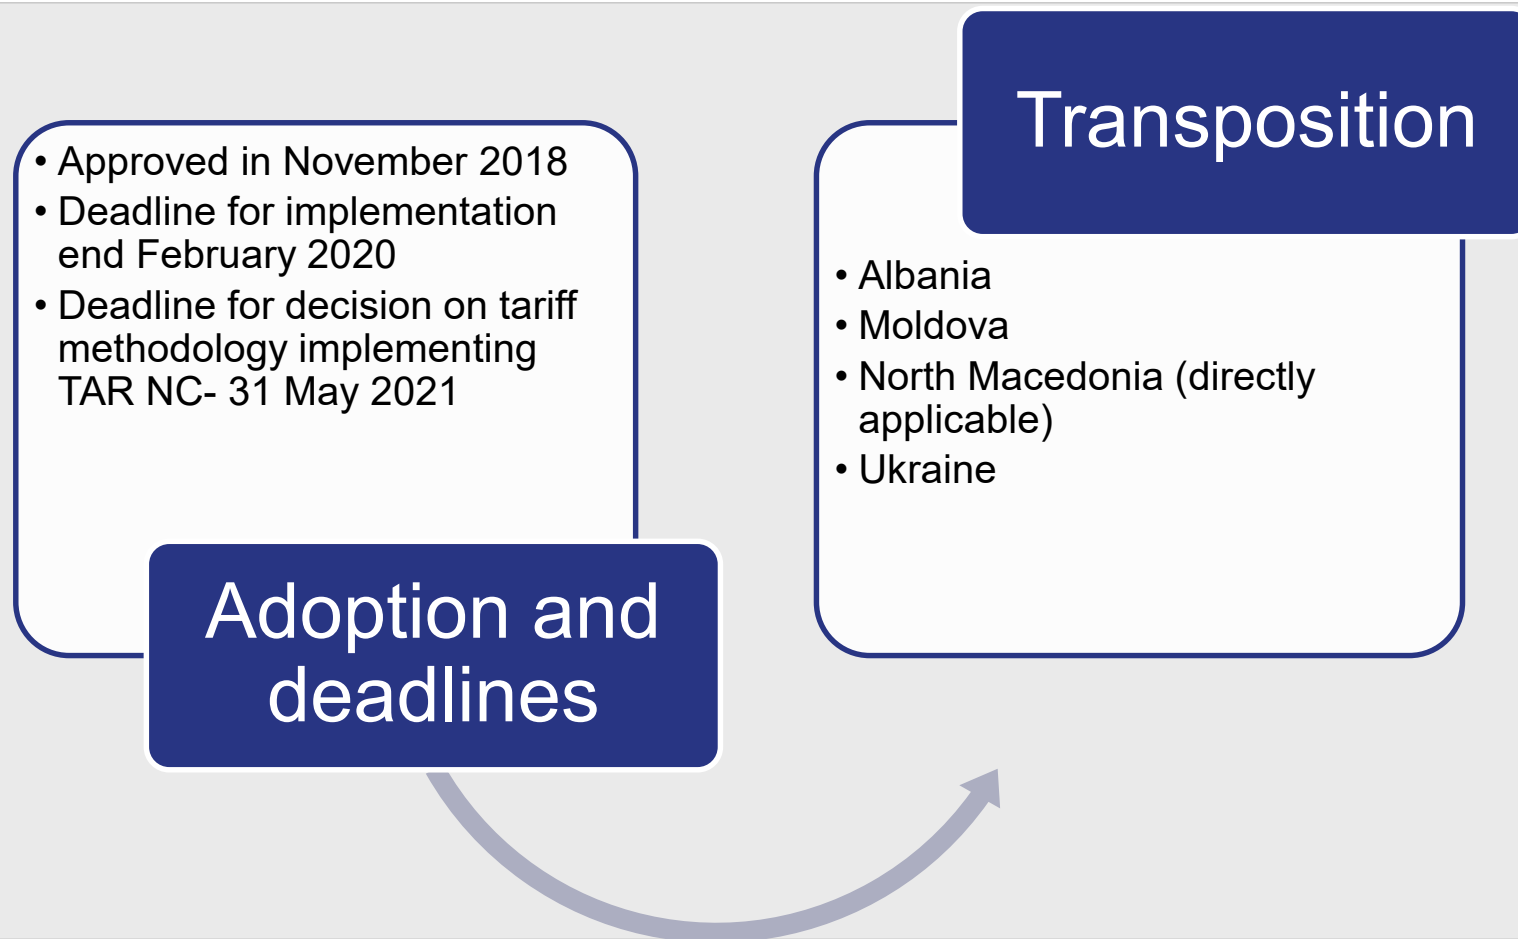 • Approved in November 2018
• Deadline for implementation
end February 2020
• Deadline for decision on tariff
methodology implementing
TAR NC- 31 May 2021
Adoption and
deadlines
Transposition
• Albania
• Moldova
• North Macedonia (directly
applicable)
• Ukraine